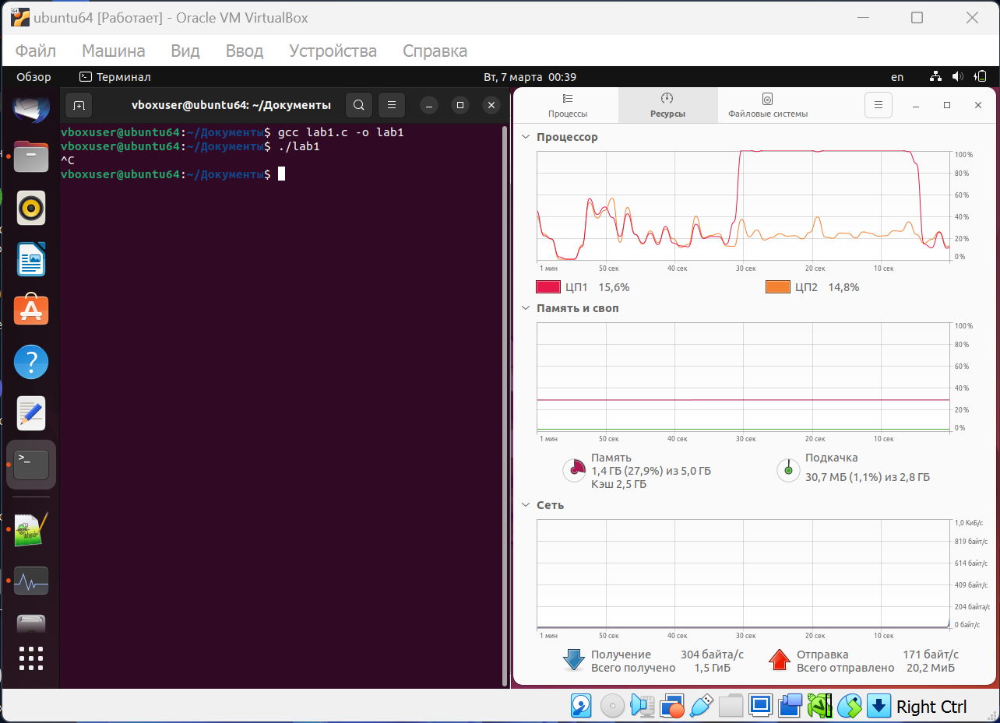 ubuntu64 [Работает] - Oracle VM VirtualBox
Файл Машина Вид Ввод Устройства Справка
Обзор Терминал Вт, 7 марта 00:39 en
vboxuser@ubuntu64: ~/Документы
vboxuser@ubuntu64:~/Документы$ gcc lab1.c -o lab1
vboxuser@ubuntu64:~/Документы$ ./lab1
^C
vboxuser@ubuntu64:~/Документы$
Процессы Ресурсы Файловые системы
Процессор
100 %
80 %
60 %
40 %
20 %
0 %
1 мин 50 сек 40 сек 30 сек 20 сек 10 сек
ЦП1 15,6% ЦП2 14,8%
Память и своп
100 %
80 %
60 %
40 %
20 %
0 %
1 мин 50 сек 40 сек 30 сек 20 сек 10 сек
Память
1,4 ГБ (27,9%) из 5,0 ГБ
Кэш 2,5 ГБ
Подкачка
30,7 МБ (1,1%) из 2,8 ГБ
Сеть
1,0 КиБ/с
819 байт/с
614 байт/с
409 байт/с
204 байта/с
0 байт/с
1 мин 50 сек 40 сек 30 сек 20 сек 10 сек
Получение 304 байта/с
Всего получено 1,5 ГиБ
Отправка 171 байт/с
Всего отправлено 20,2 МиБ
Right Ctrl